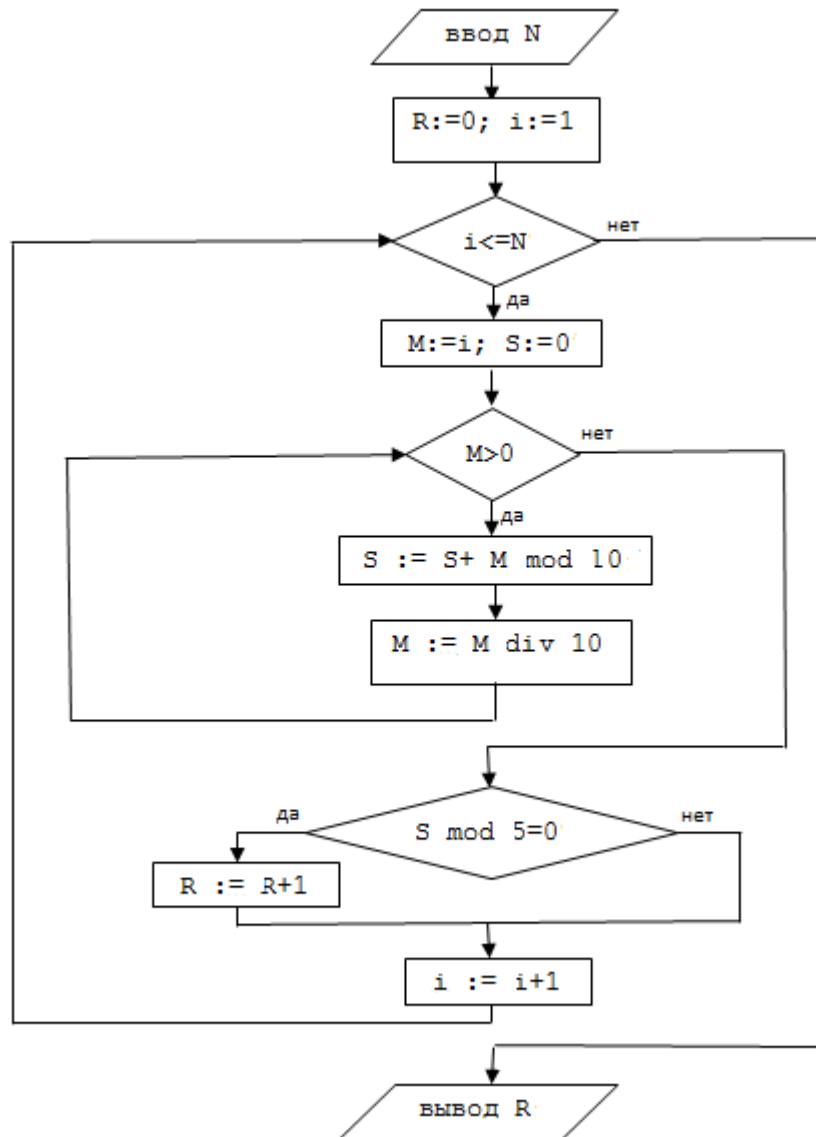 ввод N
R:=0; i:=1
i<=N
нет
да
M:=i; S:=0
M>0
нет
да
S := S+ M mod 10
M := M div 10
да
S mod 5=0
нет
R := R+1
i := i+1
вывод R